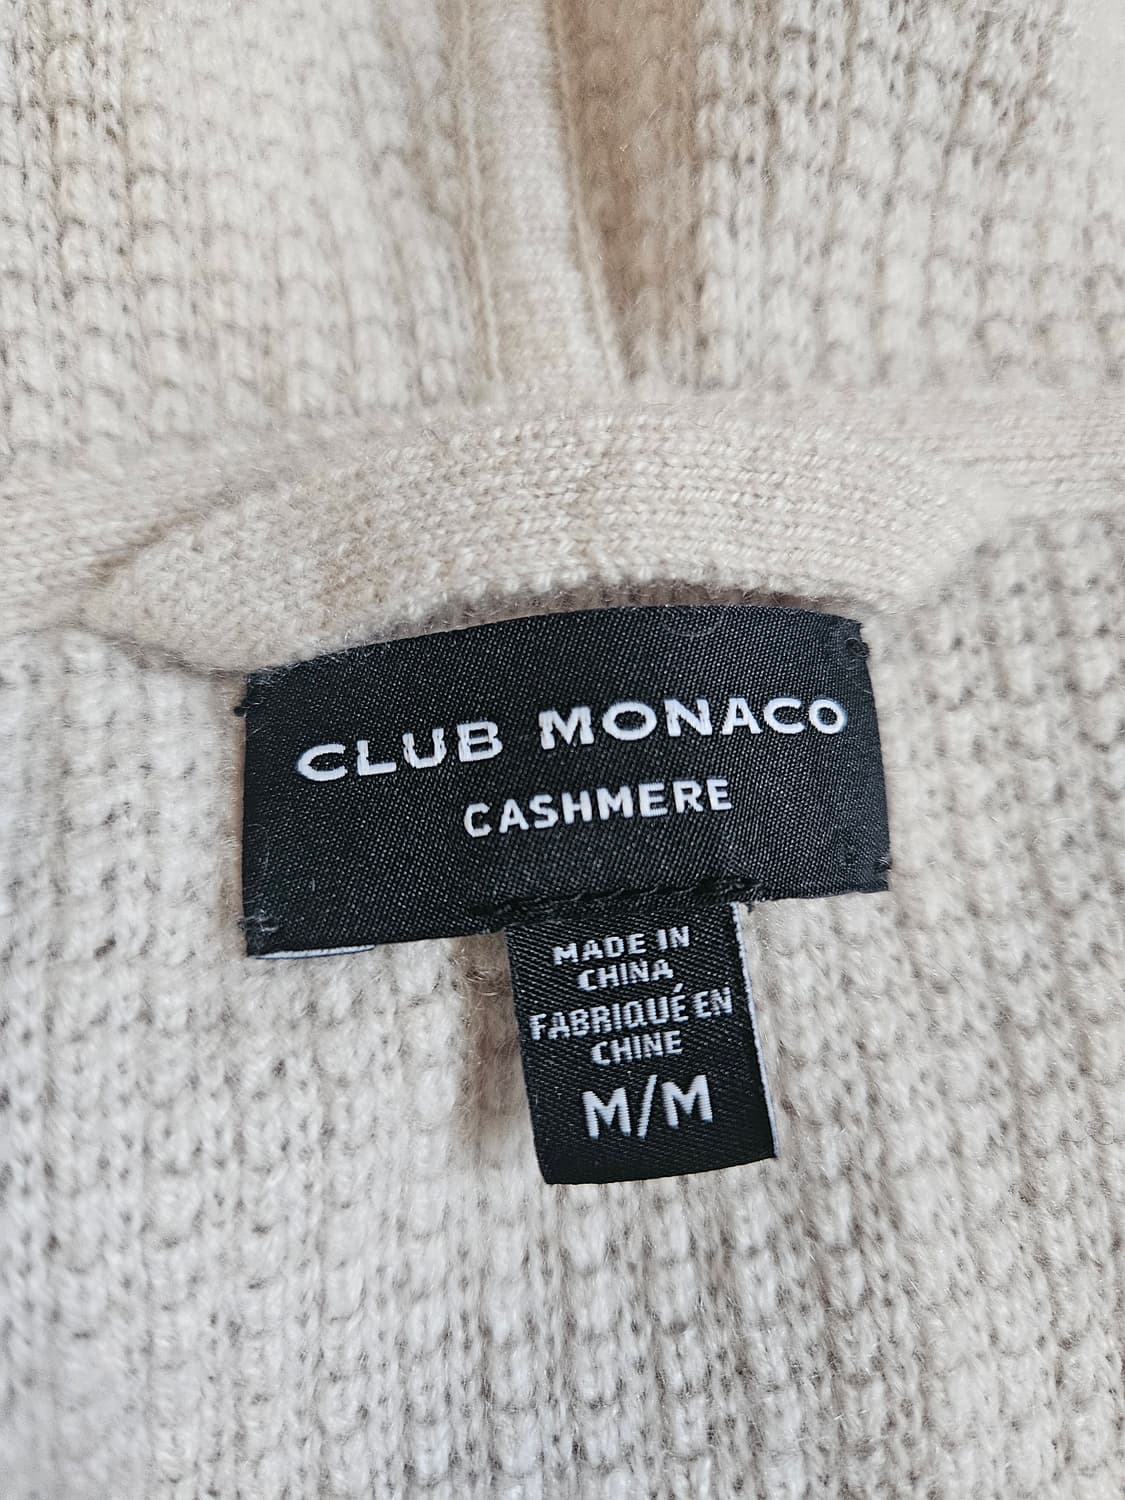 CLUB MONACO
CASHMERE
MADE IN
CHINA
FABRIQUÉ EN
CHINE
M/M